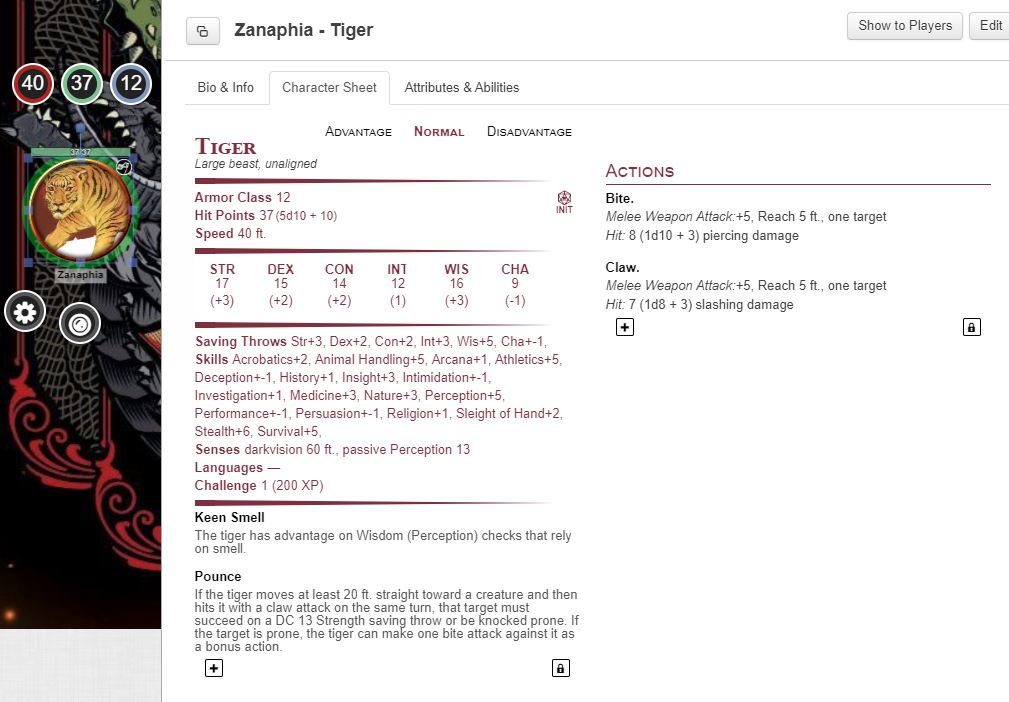 Zanaphia - Tiger
Show to Players
Edit
40
37
12
Bio & Info
Character Sheet
Attributes & Abilities
37/37
Zanaphia
Advantage
Normal
Disadvantage
Tiger
Large beast, unaligned
Armor Class 12
INIT
Hit Points 37 (5d10 + 10)
Speed 40 ft.
STR DEX CON INT WIS CHA
17 15 14 12 16 9
(+3) (+2) (+2) (1) (+3) (-1)
Saving Throws Str+3, Dex+2, Con+2, Int+3, Wis+5, Cha+-1,
Skills Acrobatics+2, Animal Handling+5, Arcana+1, Athletics+5,
Deception+-1, History+1, Insight+3, Intimidation+-1,
Investigation+1, Medicine+3, Nature+3, Perception+5,
Performance+-1, Persuasion+-1, Religion+1, Sleight of Hand+2,
Stealth+6, Survival+5,
Senses darkvision 60 ft., passive Perception 13
Languages —
Challenge 1 (200 XP)
Keen Smell
The tiger has advantage on Wisdom (Perception) checks that rely
on smell.
Pounce
If the tiger moves at least 20 ft. straight toward a creature and then
hits it with a claw attack on the same turn, that target must
succeed on a DC 13 Strength saving throw or be knocked prone. If
the target is prone, the tiger can make one bite attack against it as
a bonus action.
Actions
Bite.
Melee Weapon Attack:+5, Reach 5 ft., one target
Hit: 8 (1d10 + 3) piercing damage
Claw.
Melee Weapon Attack:+5, Reach 5 ft., one target
Hit: 7 (1d8 + 3) slashing damage